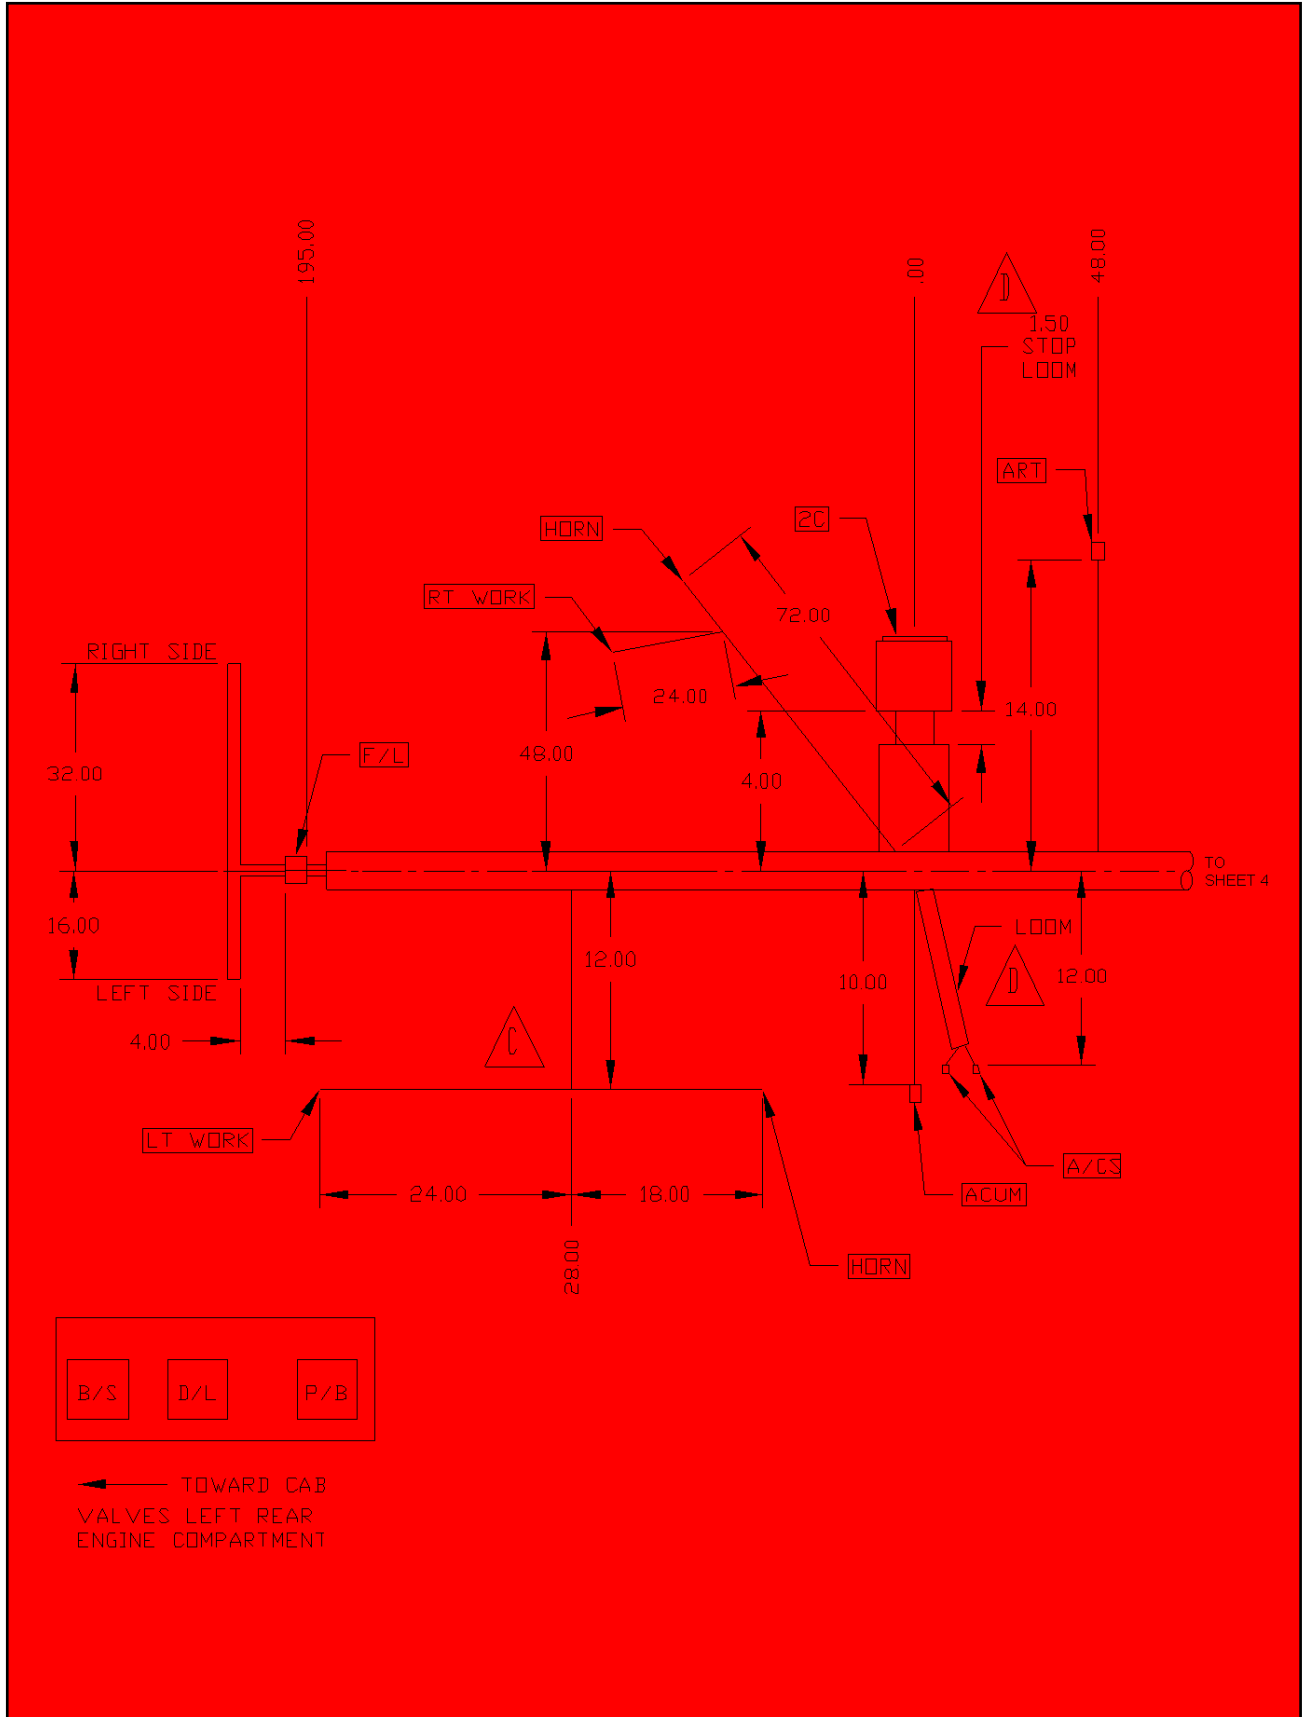 195.00
.00
48.00
D
1.50
STOP
LOOM
ART
2C
HORN
RT WORK
72.00
RIGHT SIDE
24.00
14.00
48.00
F/L
32.00
4.00
TO
SHEET 4
16.00
LOOM
12.00
D
10.00
12.00
LEFT SIDE
4.00
C
LT WORK
A/CS
24.00
18.00
ACUM
28.00
HORN
B/S D/L P/B
TOWARD CAB
VALVES LEFT REAR
ENGINE COMPARTMENT